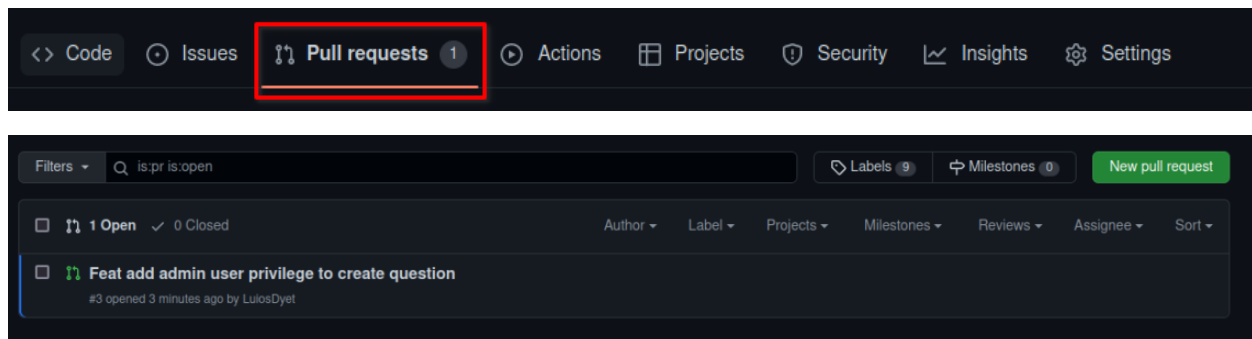 Code Issues Pull requests 1 Actions Projects Security Insights Settings
Filters is:pr is:open Labels 9 Milestones 0 New pull request
1 Open 0 Closed Author Label Projects Milestones Reviews Assignee Sort
Feat add admin user privilege to create question
#3 opened 3 minutes ago by LuiosDyet